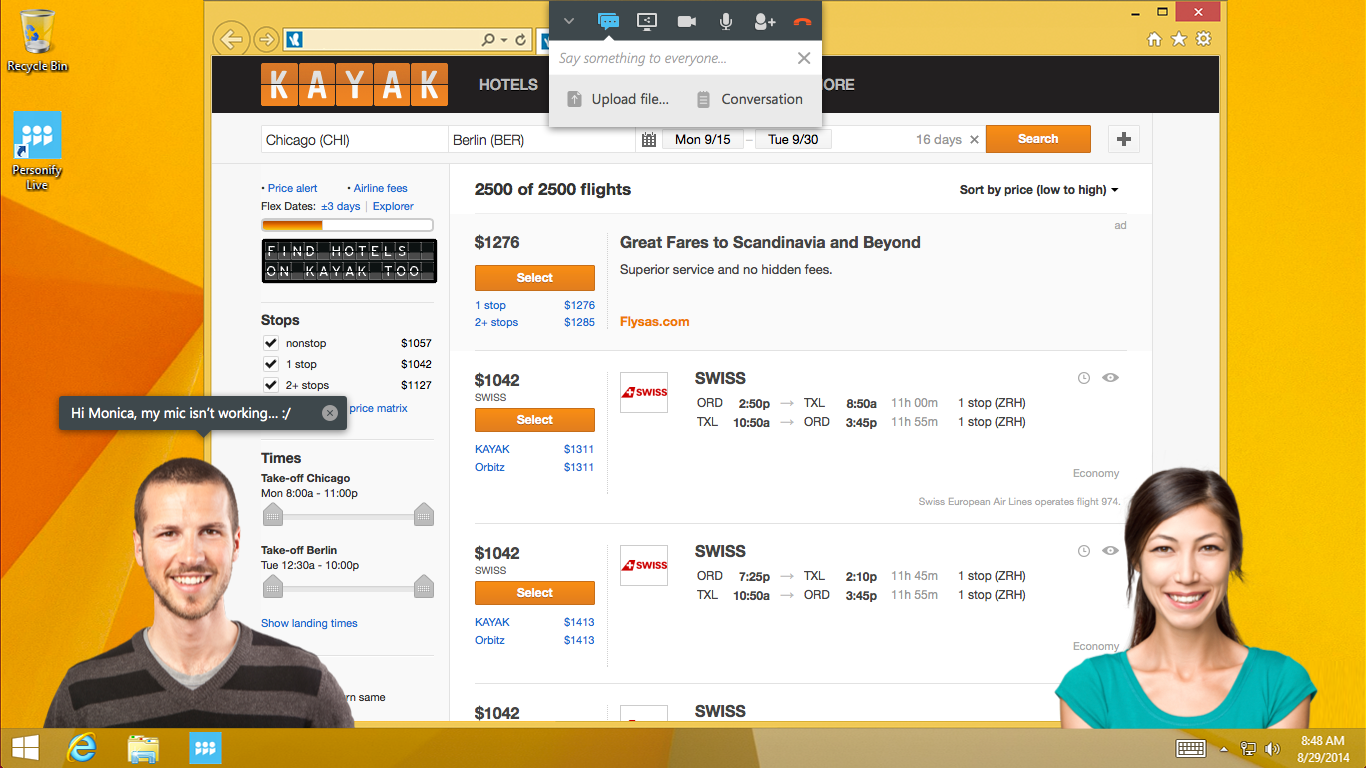 Recycle Bin
Personify
Live
Say something to everyone...
Upload file...
Conversation
KAYAK
HOTELS
ORE
Chicago (CHI)
Berlin (BER)
Mon 9/15
–
Tue 9/30
16 days
Search
• Price alert
• Airline fees
Flex Dates: ±3 days | Explorer
FIND HOTELS
ON KAYAK TOO
Stops
nonstop $1057
1 stop $1042
2+ stops $1127
price matrix
Hi Monica, my mic isn't working... :/
Times
Take-off Chicago
Mon 8:00a - 11:00p
Take-off Berlin
Tue 12:30a - 10:00p
Show landing times
rn same
2500 of 2500 flights
Sort by price (low to high)
ad
$1276
Select
1 stop $1276
2+ stops $1285
Great Fares to Scandinavia and Beyond
Superior service and no hidden fees.
Flysas.com
$1042
SWISS
Select
KAYAK $1311
Orbitz $1311
SWISS
SWISS
ORD 2:50p → TXL 8:50a 11h 00m 1 stop (ZRH)
TXL 10:50a → ORD 3:45p 11h 55m 1 stop (ZRH)
Economy
Swiss European Air Lines operates flight 974.
$1042
SWISS
Select
KAYAK $1413
Orbitz $1413
SWISS
SWISS
ORD 7:25p → TXL 2:10p 11h 45m 1 stop (ZRH)
TXL 10:50a → ORD 3:45p 11h 55m 1 stop (ZRH)
Economy
$1042
SWISS
8:48 AM
8/29/2014